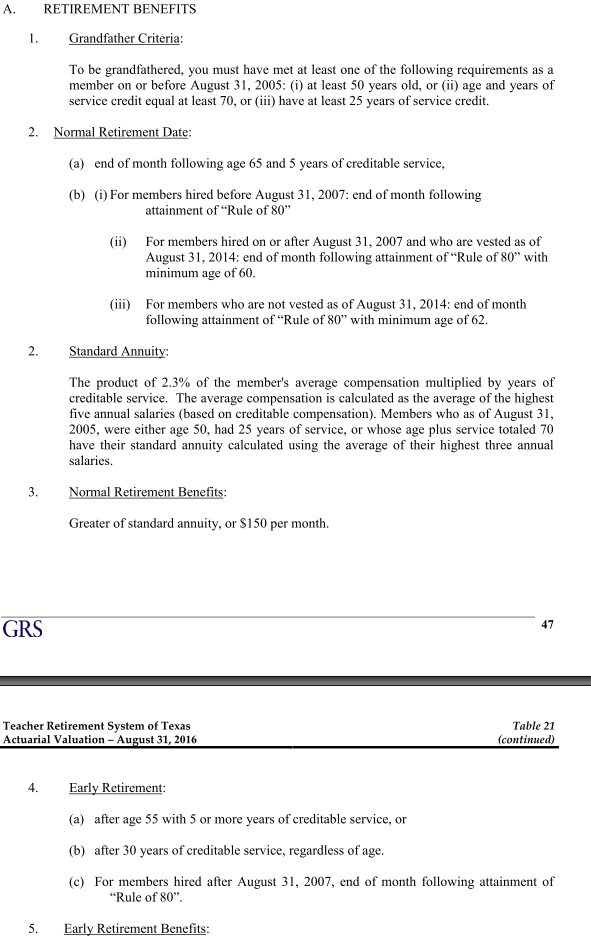 A. RETIREMENT BENEFITS
1. Grandfather Criteria:
To be grandfathered, you must have met at least one of the following requirements as a
member on or before August 31, 2005: (i) at least 50 years old, or (ii) age and years of
service credit equal at least 70, or (iii) have at least 25 years of service credit.
2. Normal Retirement Date:
(a) end of month following age 65 and 5 years of creditable service,
(b) (i) For members hired before August 31, 2007: end of month following
attainment of “Rule of 80”
(ii) For members hired on or after August 31, 2007 and who are vested as of
August 31, 2014: end of month following attainment of “Rule of 80” with
minimum age of 60.
(iii) For members who are not vested as of August 31, 2014: end of month
following attainment of “Rule of 80” with minimum age of 62.
2. Standard Annuity:
The product of 2.3% of the member's average compensation multiplied by years of
creditable service. The average compensation is calculated as the average of the highest
five annual salaries (based on creditable compensation). Members who as of August 31,
2005, were either age 50, had 25 years of service, or whose age plus service totaled 70
have their standard annuity calculated using the average of their highest three annual
salaries.
3. Normal Retirement Benefits:
Greater of standard annuity, or $150 per month.
GRS 47
Teacher Retirement System of Texas Table 21
Actuarial Valuation – August 31, 2016 (continued)
4. Early Retirement:
(a) after age 55 with 5 or more years of creditable service, or
(b) after 30 years of creditable service, regardless of age.
(c) For members hired after August 31, 2007, end of month following attainment of
“Rule of 80”.
5. Early Retirement Benefits: